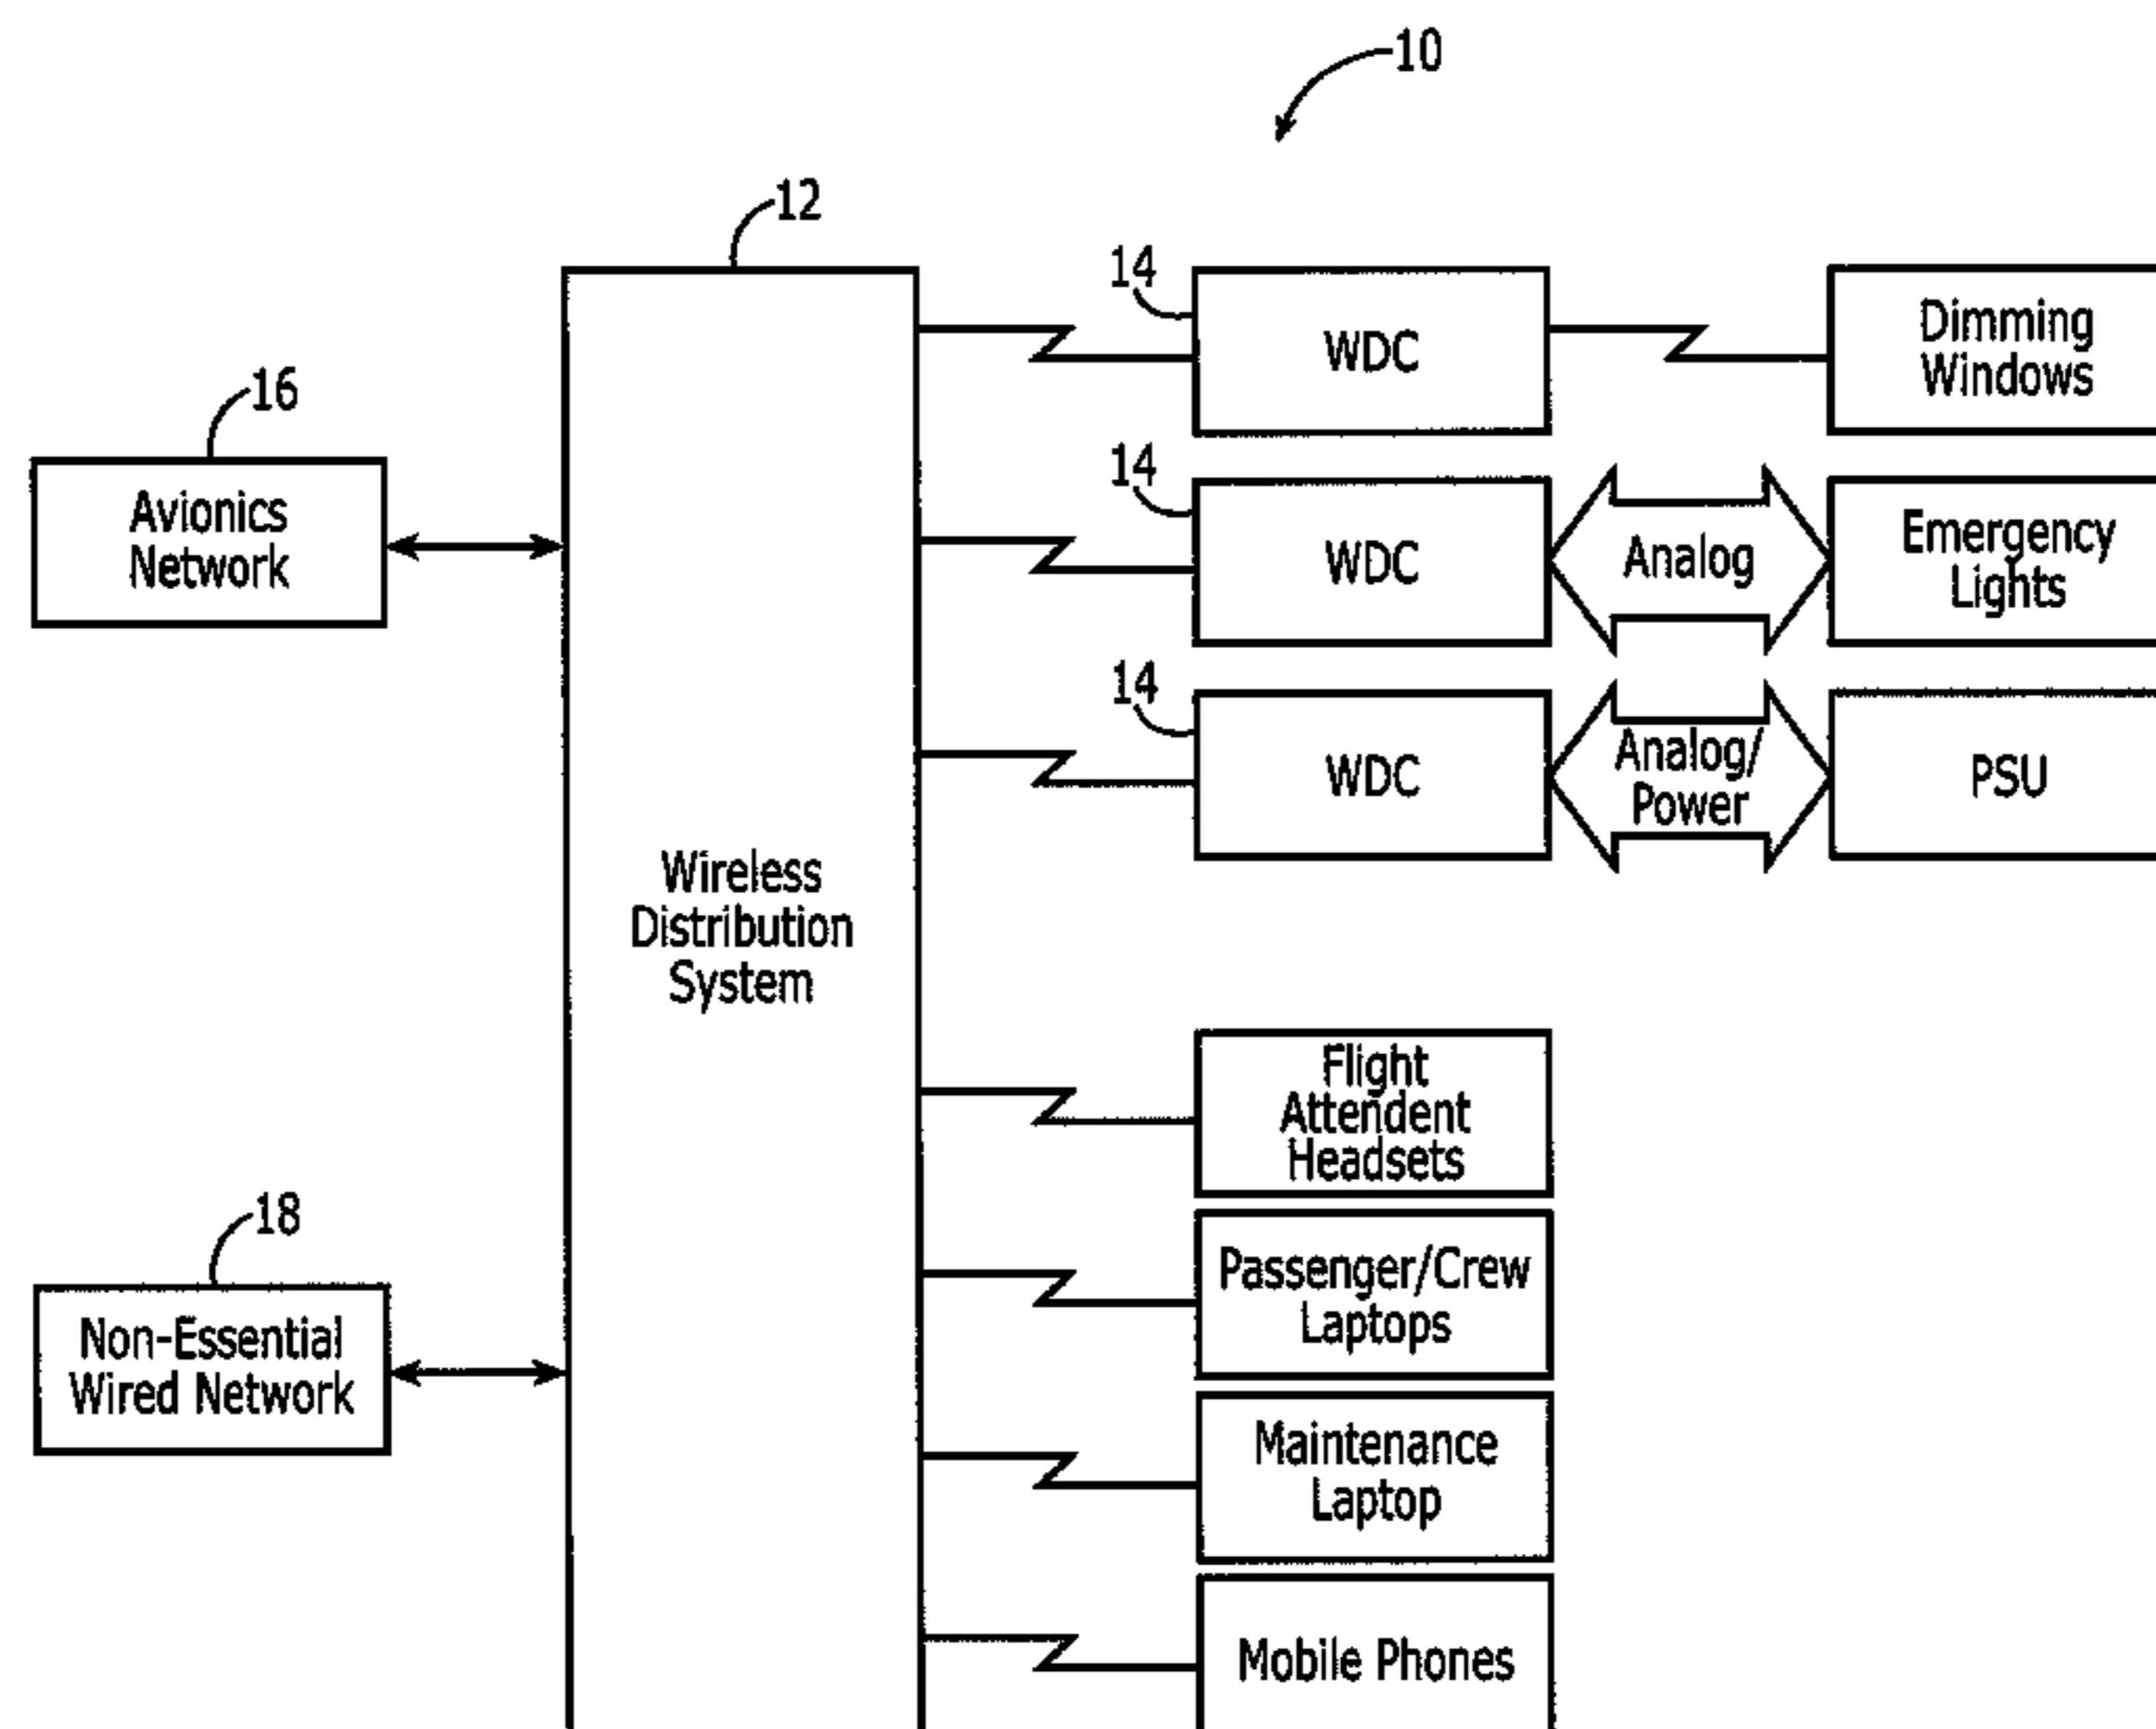 10
12
14
WDC
Dimming
Windows
16
Avionics
Network
14
WDC
Analog
Emergency
Lights
14
WDC
Analog/
Power
PSU
Wireless
Distribution
System
Flight
Attendent
Headsets
18
Non-Essential
Wired Network
Passenger/Crew
Laptops
Maintenance
Laptop
Mobile Phones